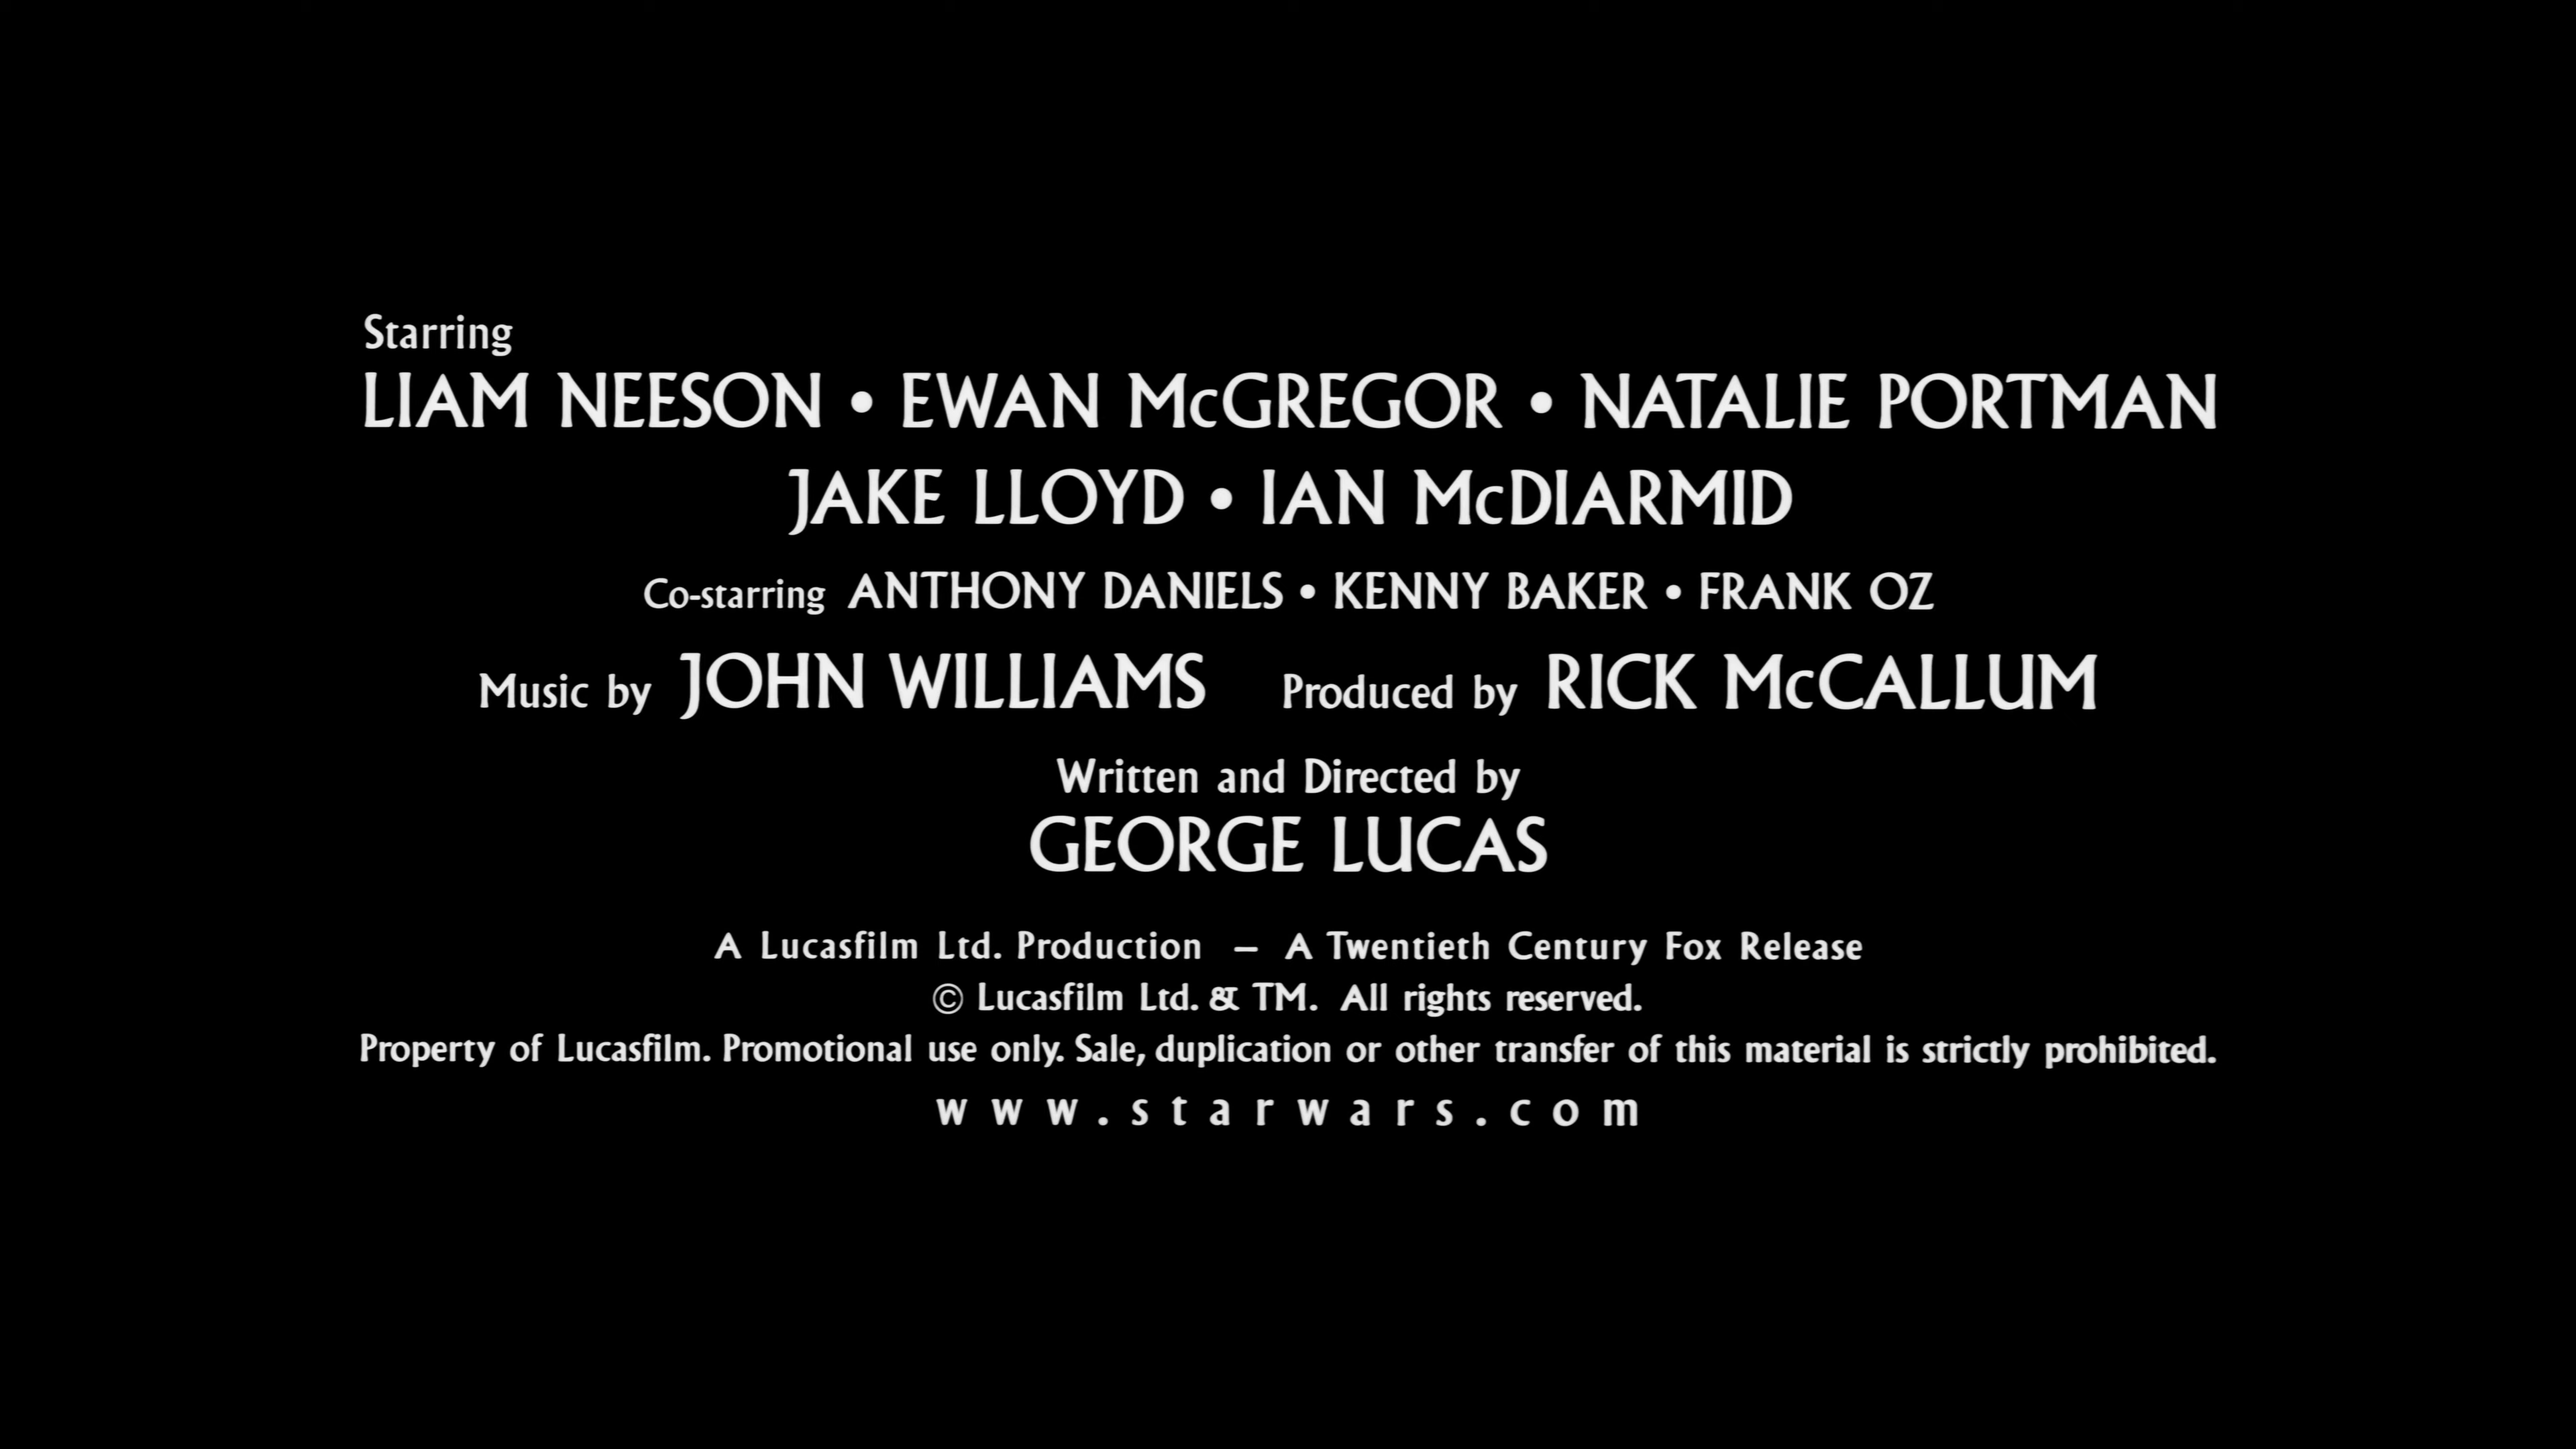 Starring
LIAM NEESON • EWAN McGREGOR • NATALIE PORTMAN
JAKE LLOYD • IAN McDIARMID
Co-starring ANTHONY DANIELS • KENNY BAKER • FRANK OZ
Music by JOHN WILLIAMS Produced by RICK McCALLUM
Written and Directed by
GEORGE LUCAS
A Lucasfilm Ltd. Production – A Twentieth Century Fox Release
© Lucasfilm Ltd. & TM. All rights reserved.
Property of Lucasfilm. Promotional use only. Sale, duplication or other transfer of this material is strictly prohibited.
www.starwars.com